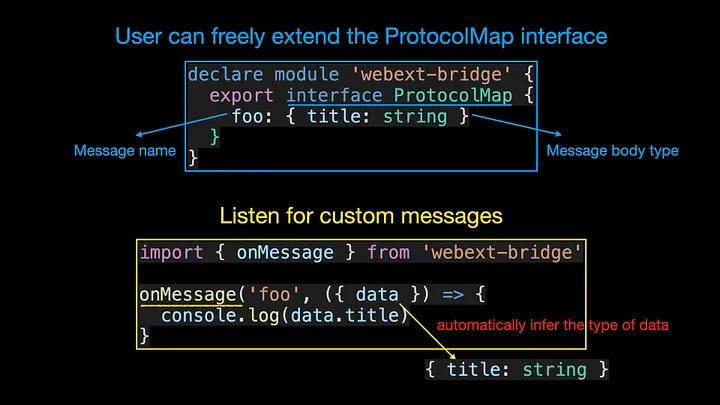 User can freely extend the ProtocolMap interface
declare module 'webext-bridge' {
export interface ProtocolMap {
foo: { title: string }
}
}
Message name
Message body type
Listen for custom messages
import { onMessage } from 'webext-bridge'
onMessage('foo', ({ data }) => {
console.log(data.title)
}
automatically infer the type of data
{ title: string }